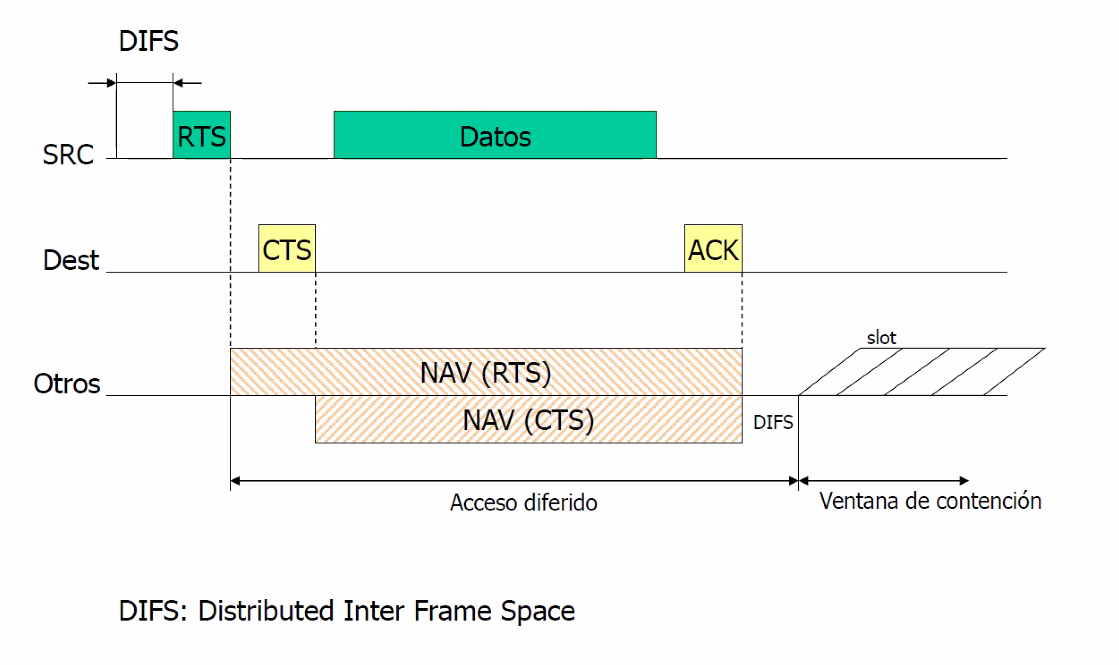 DIFS
RTS
Datos
SRC
CTS
ACK
Dest
slot
NAV (RTS)
Otros
NAV (CTS)
DIFS
Acceso diferido
Ventana de contención
DIFS: Distributed Inter Frame Space